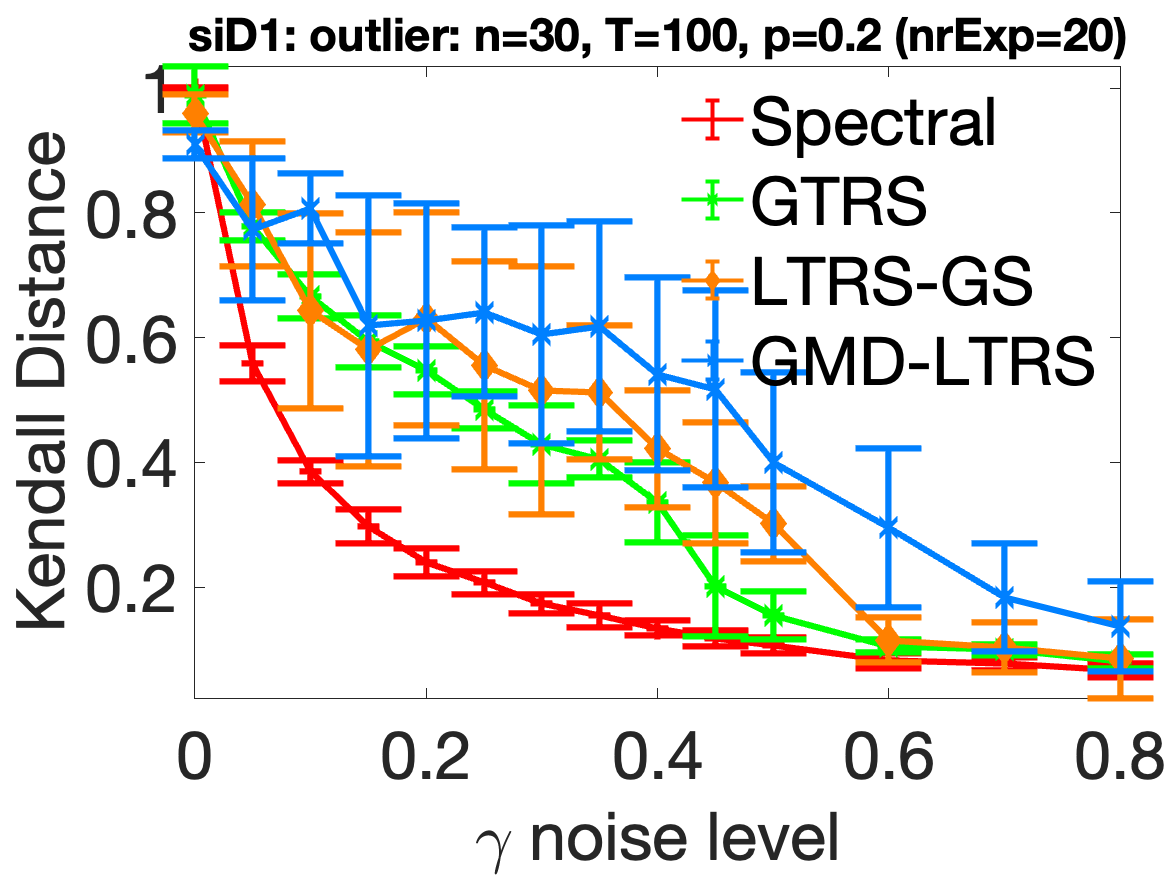 siD1: outlier: n=30, T=100, p=0.2 (nrExp=20)
Kendall Distance
1
0.8
0.6
0.4
0.2
Spectral
GTRS
LTRS-GS
GMD-LTRS
0 0.2 0.4 0.6 0.8
γ noise level